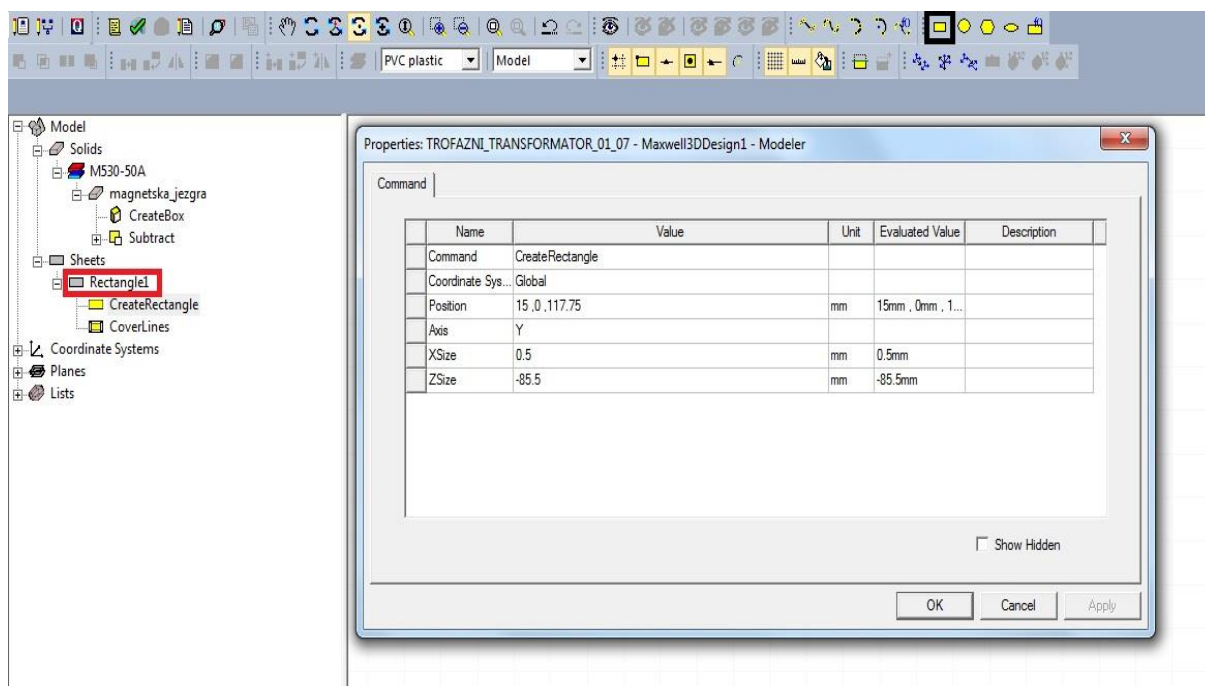 PVC plastic
Model
Model
Solids
M530-50A
magnetska_jezgra
CreateBox
Subtract
Sheets
Rectangle1
CreateRectangle
CoverLines
Coordinate Systems
Planes
Lists
Properties: TROFAZNI_TRANSFORMATOR_01_07 - Maxwell3DDesign1 - Modeler
Command
Name Value Unit Evaluated Value Description
Command CreateRectangle
Coordinate Sys... Global
Position 15 ,0 ,117.75 mm 15mm , 0mm , 1...
Axis Y
XSize 0.5 mm 0.5mm
ZSize -85.5 mm -85.5mm
Show Hidden
OK Cancel Apply